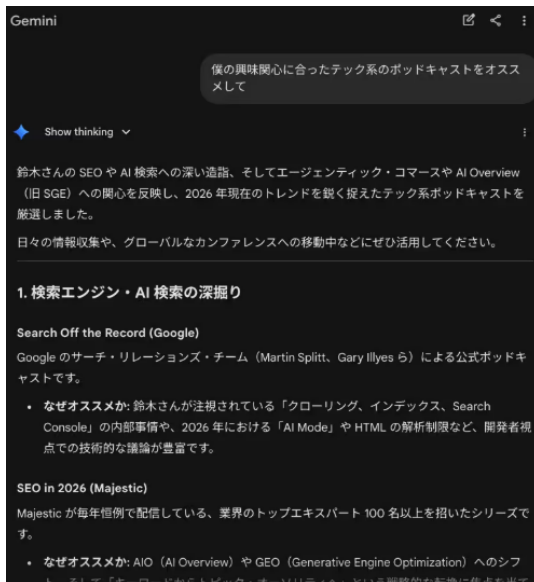 Gemini
僕の興味関心に合ったテック系のポッドキャストをオスス
メして
Show thinking
鈴木さんの SEO や AI 検索への深い造詣、そしてエージェンティック・コマースや AI Overview
（旧 SGE）への関心を反映し、2026 年現在のトレンドを鋭く捉えたテック系ポッドキャストを
厳選しました。
日々の情報収集や、グローバルなカンファレンスへの移動中などにぜひ活用してください。
1. 検索エンジン・AI 検索の深掘り
Search Off the Record (Google)
Google のサーチ・リレーションズ・チーム（Martin Splitt、Gary Illyes ら）による公式ポッドキ
ャストです。
• なぜオススメか: 鈴木さんが注視されている「クローリング、インデックス、Search
Console」の内部事情や、2026 年における「AI Mode」や HTML の解析制限など、開発者視
点での技術的な議論が豊富です。
SEO in 2026 (Majestic)
Majestic が毎年恒例で配信している、業界のトップエキスパート 100 名以上を招いたシリーズで
す。
• なぜオススメか: AIO（AI Overview）や GEO（Generative Engine Optimization）へのシフ